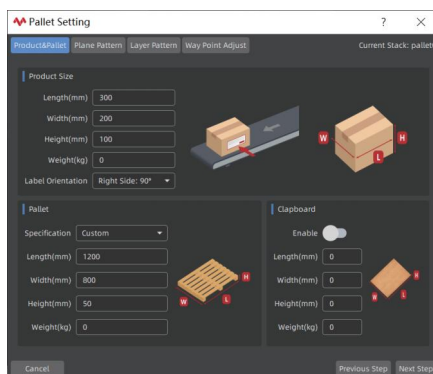 Pallet Setting ? ×
Product&Pallet Plane Pattern Layer Pattern Way Point Adjust Current Stack: pallet
Product Size
Length(mm) 300
Width(mm) 200
Height(mm) 100
Weight(kg) 0
Label Orientation Right Side: 90°
W H L
Pallet
Specification Custom
Length(mm) 1200
Width(mm) 800
Height(mm) 50
Weight(kg) 0
W L H
Clapboard
Enable
Length(mm) 0
Width(mm) 0
Height(mm) 0
Weight(kg) 0
W L H
Cancel Previous Step Next Step